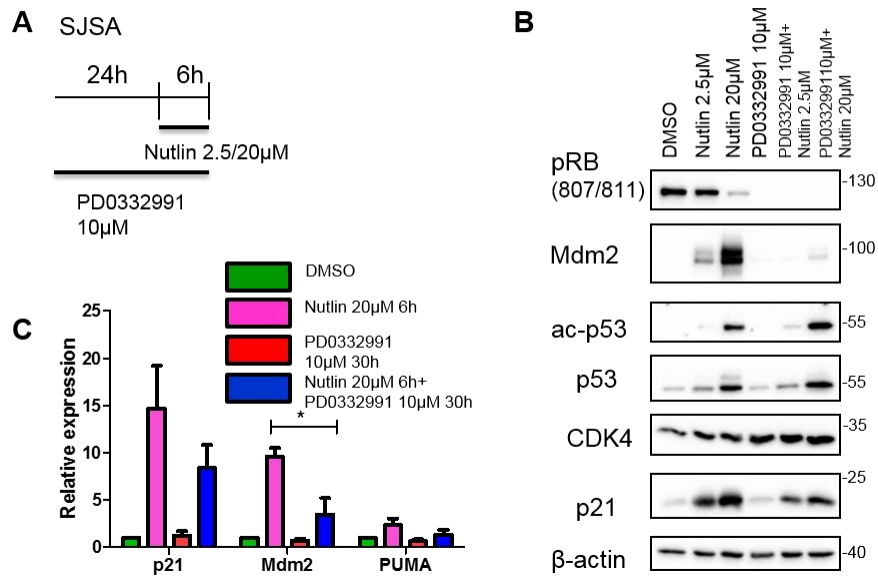 A
SJSA
24h
6h
Nutlin 2.5/20µM
PD0332991
10µM
B
DMSO
Nutlin 2.5µM
Nutlin 20µM
PD0332991 10µM
PD0332991 10µM+
Nutlin 2.5µM
PD033299110µM+
Nutlin 20µM
pRB
(807/811)
-130
Mdm2
-100
ac-p53
-55
p53
-55
CDK4
-35
p21
-25
β-actin
-40
C
DMSO
Nutlin 20µM 6h
PD0332991
10µM 30h
Nutlin 20µM 6h+
PD0332991 10µM 30h
*
Relative expression
25
20
15
10
5
0
p21
Mdm2
PUMA